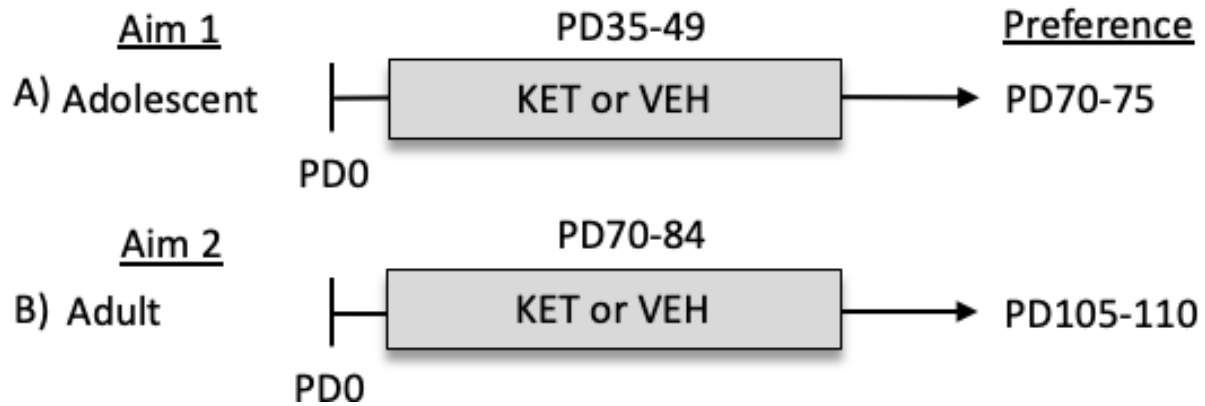 Aim 1 PD35-49 Preference
A) Adolescent KET or VEH PD70-75
PD0
Aim 2 PD70-84
B) Adult KET or VEH PD105-110
PD0